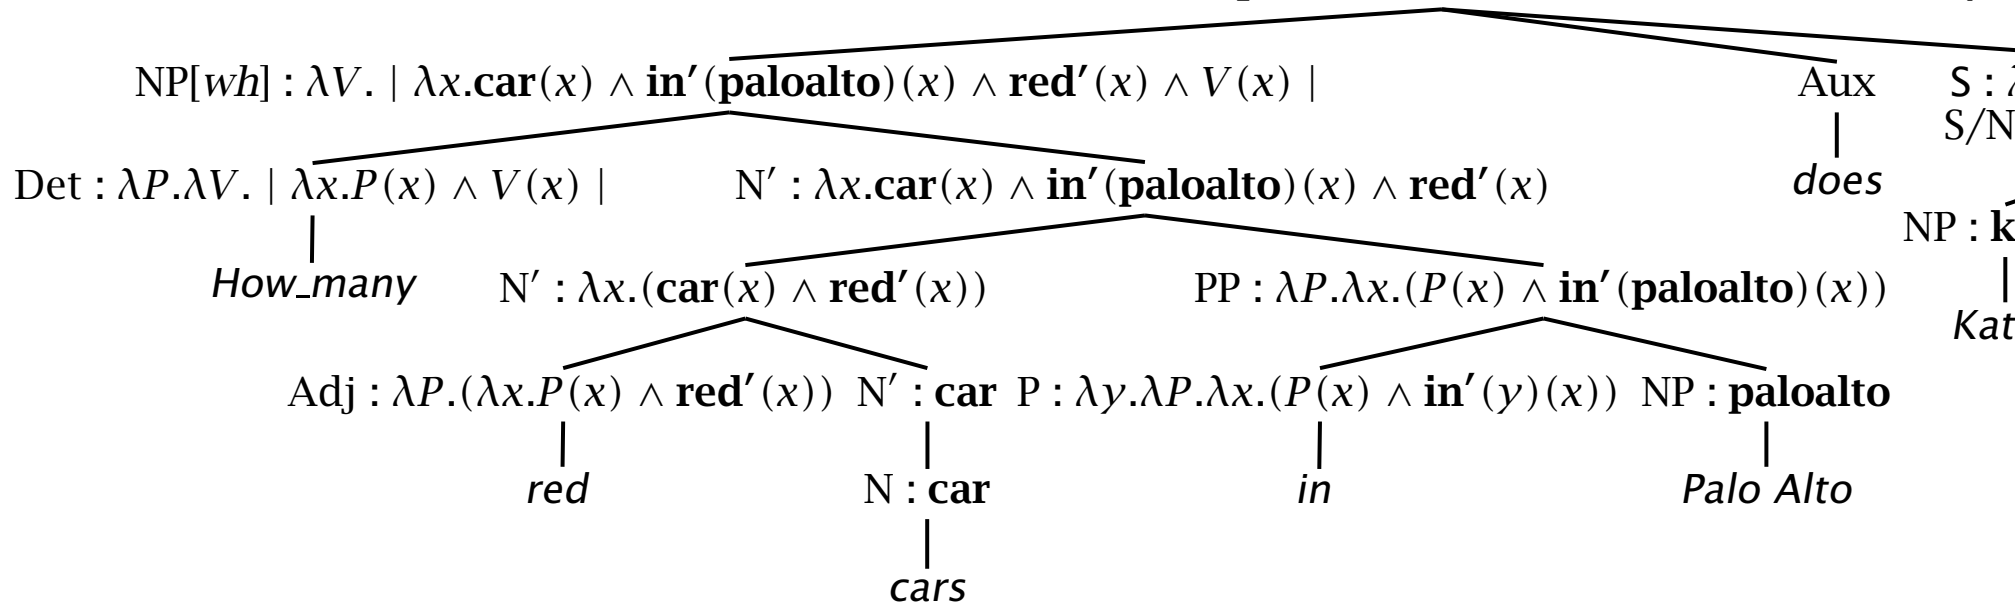 NP[wh] : λV. | λx.car(x) ∧ in′(paloalto)(x) ∧ red′(x) ∧ V(x) | Aux S :
S/N
Det : λP.λV. | λx.P(x) ∧ V(x) | N′ : λx.car(x) ∧ in′(paloalto)(x) ∧ red′(x) does
NP : k
How_many N′ : λx.(car(x) ∧ red′(x)) PP : λP.λx.(P(x) ∧ in′(paloalto)(x))
Kat
Adj : λP.(λx.P(x) ∧ red′(x)) N′ : car P : λy.λP.λx.(P(x) ∧ in′(y)(x)) NP : paloalto
red N : car in Palo Alto
cars